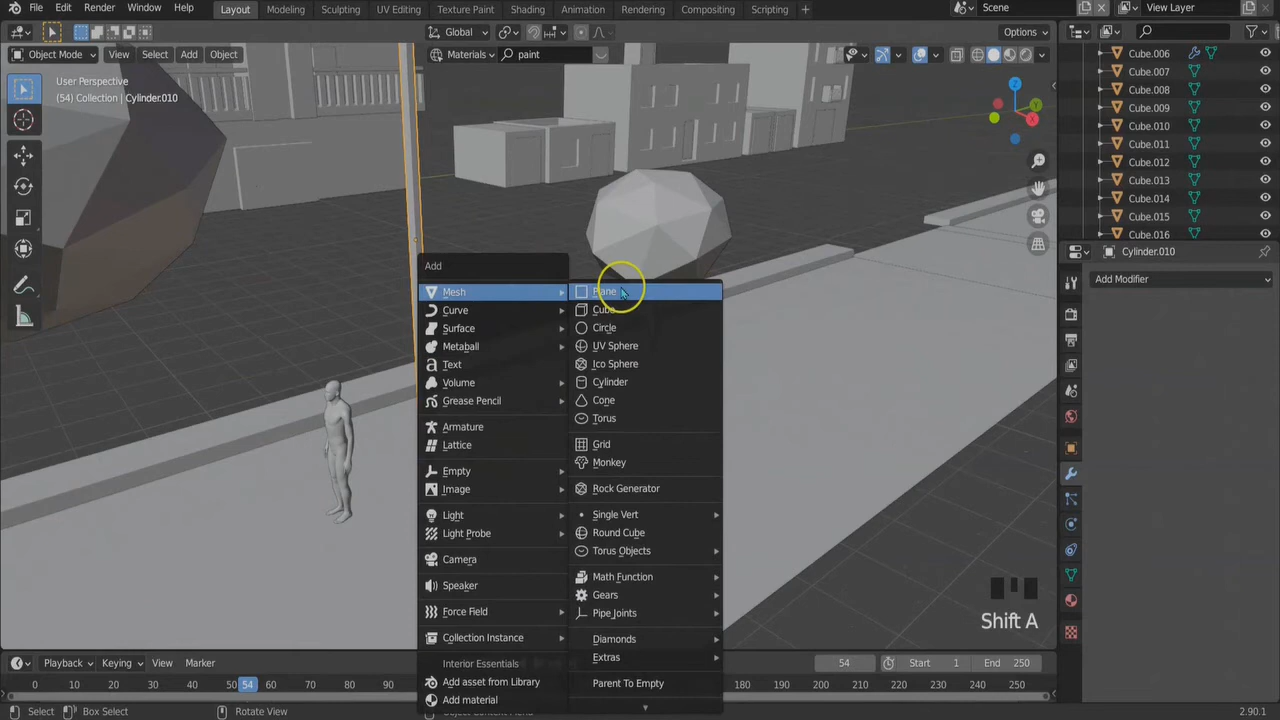 File Edit Render Window Help Layout Modeling Sculpting UV Editing Texture Paint Shading Animation Rendering Compositing Scripting + Scene View Layer
Global Options
Object Mode View Select Add Object Materials paint
User Perspective
(54) Collection | Cylinder.010
Cube.006
Cube.007
Cube.008
Cube.009
Cube.010
Cube.011
Cube.012
Cube.013
Cube.014
Cube.015
Cube.016
Cylinder.010
Add Modifier
Add
Mesh
Curve
Surface
Metaball
Text
Volume
Grease Pencil
Armature
Lattice
Empty
Image
Light
Light Probe
Camera
Speaker
Force Field
Collection Instance
Interior Essentials
Add asset from Library
Add material
Plane
Cube
Circle
UV Sphere
Ico Sphere
Cylinder
Cone
Torus
Grid
Monkey
Rock Generator
Single Vert
Round Cube
Torus Objects
Math Function
Gears
Pipe Joints
Diamonds
Extras
Parent To Empty
Shift A
Playback Keying View Marker 54 Start 1 End 250
0 10 20 30 40 54 60 70 80 90 180 190 200 210 220 230 240 250
Select Box Select Rotate View 2.90.1